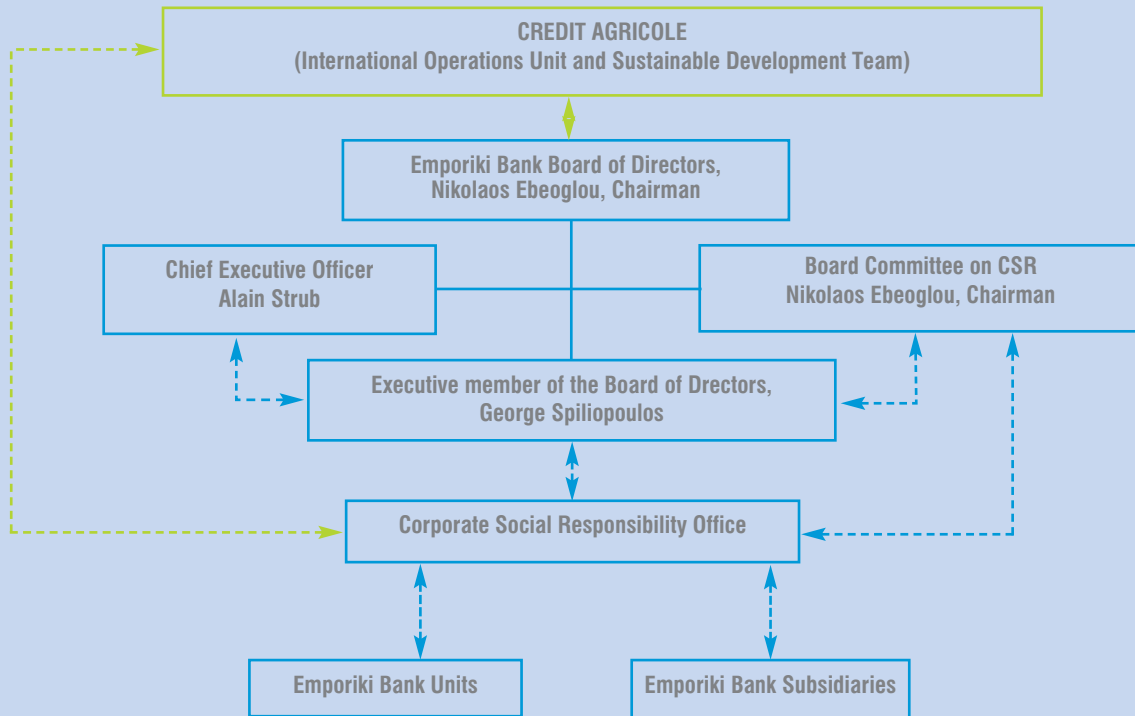 CREDIT AGRICOLE
(International Operations Unit and Sustainable Development Team)
Emporiki Bank Board of Directors,
Nikolaos Ebeoglou, Chairman
Chief Executive Officer
Alain Strub
Board Committee on CSR
Nikolaos Ebeoglou, Chairman
Executive member of the Board of Drectors,
George Spiliopoulos
Corporate Social Responsibility Office
Emporiki Bank Units
Emporiki Bank Subsidiaries